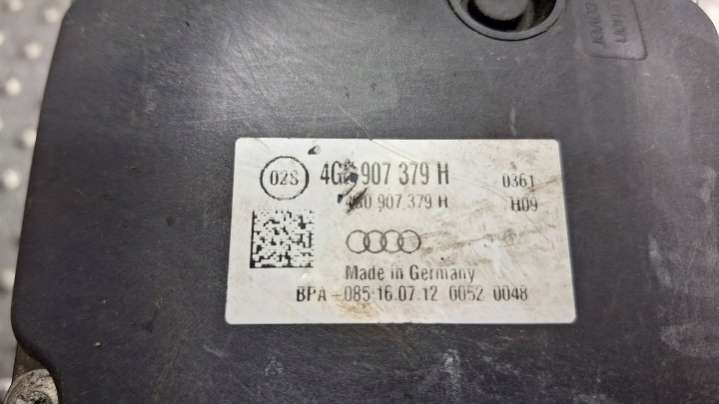 02S
907 379 H
0361
907 379 H
H09
Made in Germany
BPA-085-16.07.12 0052 0048